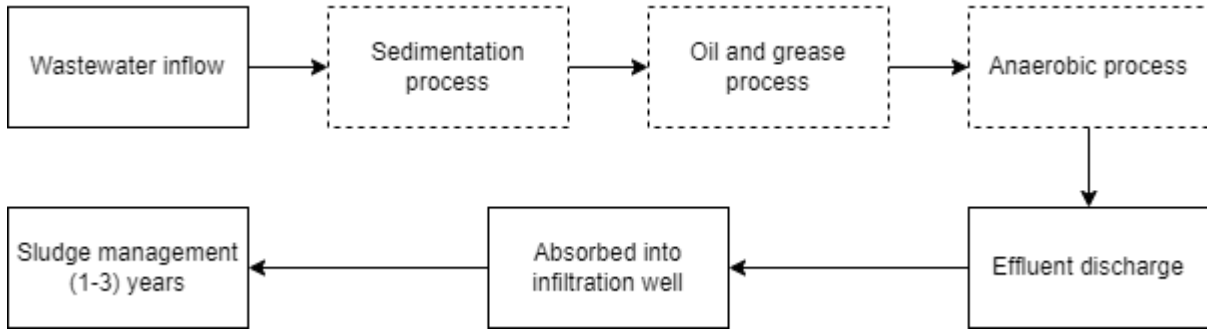 Wastewater inflow
Sedimentation
process
Oil and grease
process
Anaerobic process
Sludge management
(1-3) years
Absorbed into
infiltration well
Effluent discharge